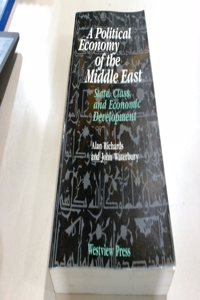 A Political
Economy
of the
Middle East
State, Class,
and Economic
Development
Alan Richards
and John Waterbury
Westview Press